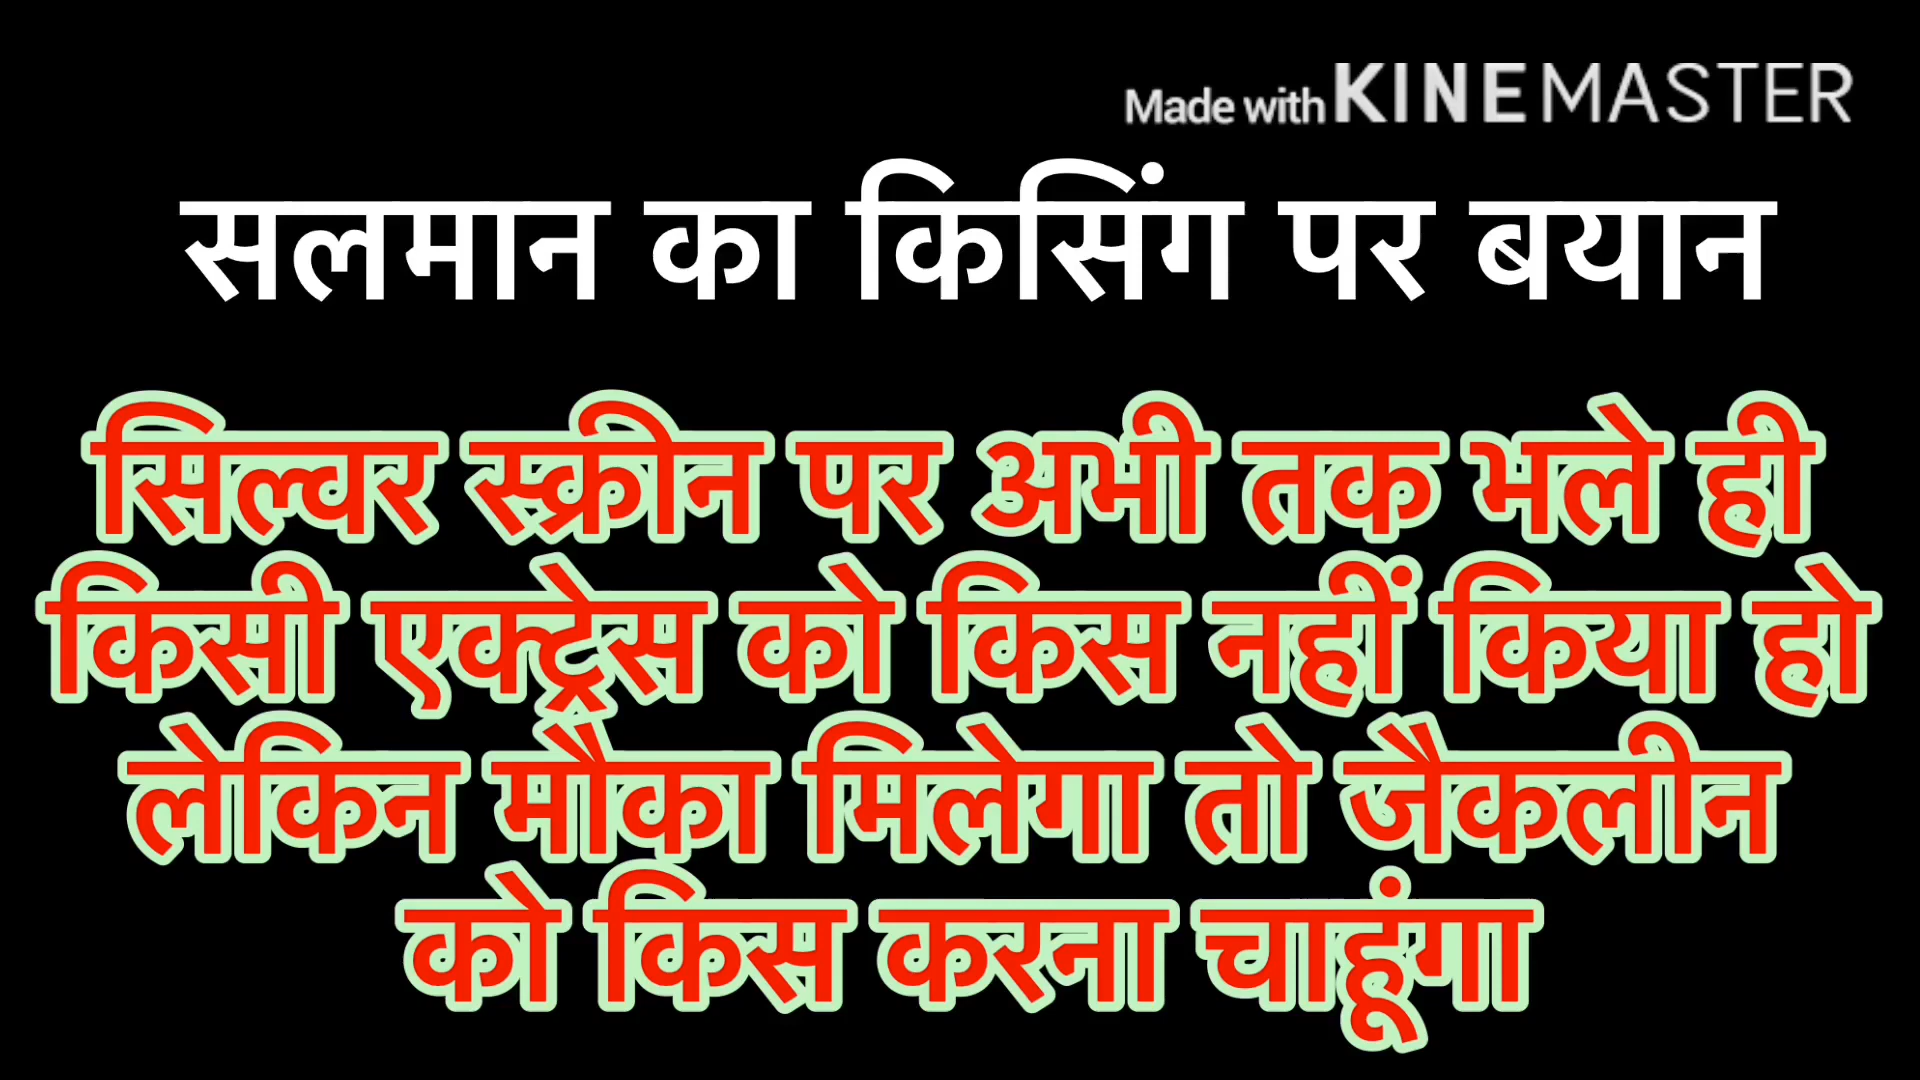 Made with KINEMASTER
सलमान का किसिंग पर बयान
सिल्वर स्क्रीन पर अभी तक भले ही
किसी एक्ट्रेस को किस नहीं किया हो
लेकिन मौका मिलेगा तो जैकलीन
को किस करना चाहूंगा